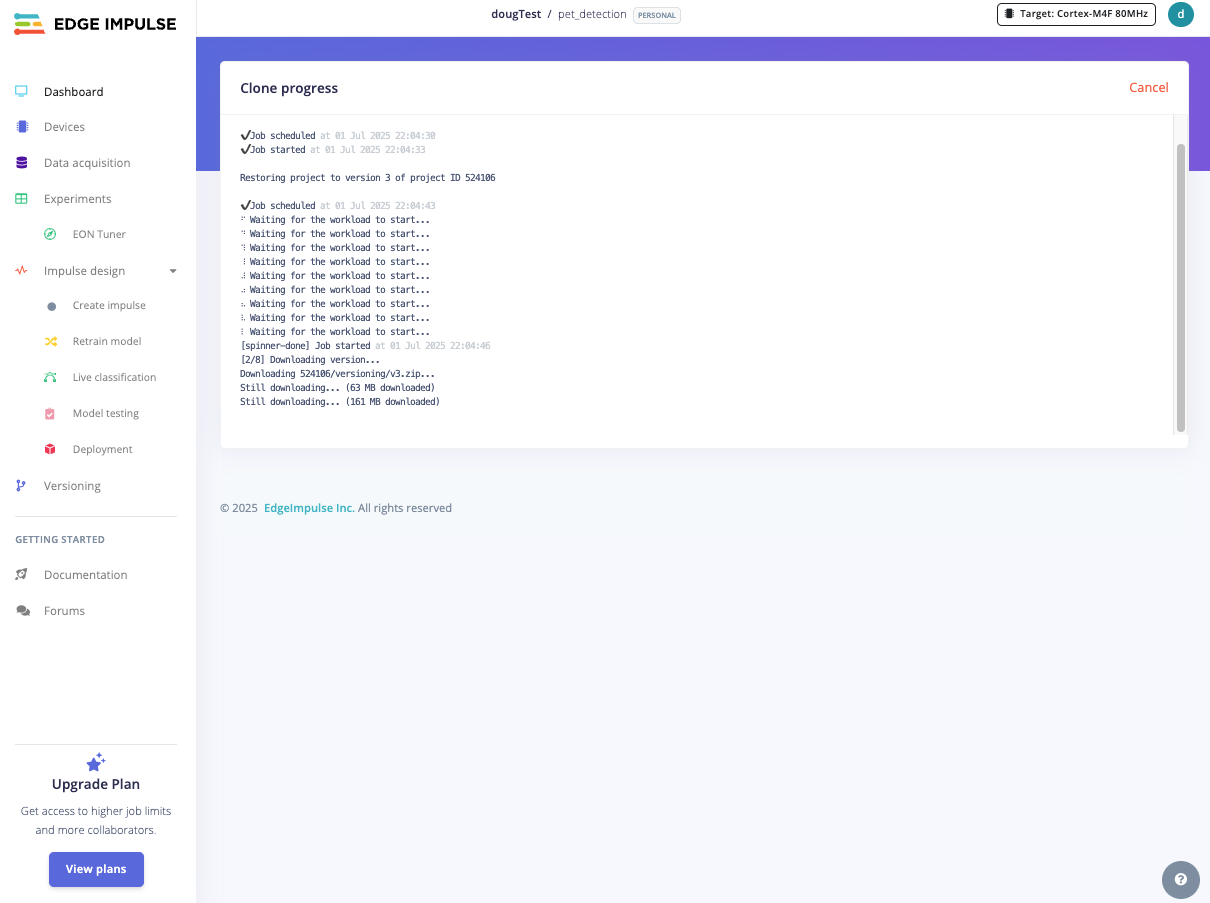 EDGE IMPULSE
dougTest / pet_detection PERSONAL
Target: Cortex-M4F 80MHz
d
Dashboard
Devices
Data acquisition
Experiments
EON Tuner
Impulse design
Create impulse
Retrain model
Live classification
Model testing
Deployment
Versioning
GETTING STARTED
Documentation
Forums
Upgrade Plan
Get access to higher job limits
and more collaborators.
View plans
Clone progress
Cancel
✔Job scheduled at 01 Jul 2025 22:04:30
✔Job started at 01 Jul 2025 22:04:33
Restoring project to version 3 of project ID 524106
✔Job scheduled at 01 Jul 2025 22:04:43
Waiting for the workload to start...
Waiting for the workload to start...
Waiting for the workload to start...
Waiting for the workload to start...
Waiting for the workload to start...
Waiting for the workload to start...
Waiting for the workload to start...
Waiting for the workload to start...
Waiting for the workload to start...
[spinner-done] Job started at 01 Jul 2025 22:04:46
[2/8] Downloading version...
Downloading 524106/versioning/v3.zip...
Still downloading... (63 MB downloaded)
Still downloading... (161 MB downloaded)
© 2025 EdgeImpulse Inc. All rights reserved
?